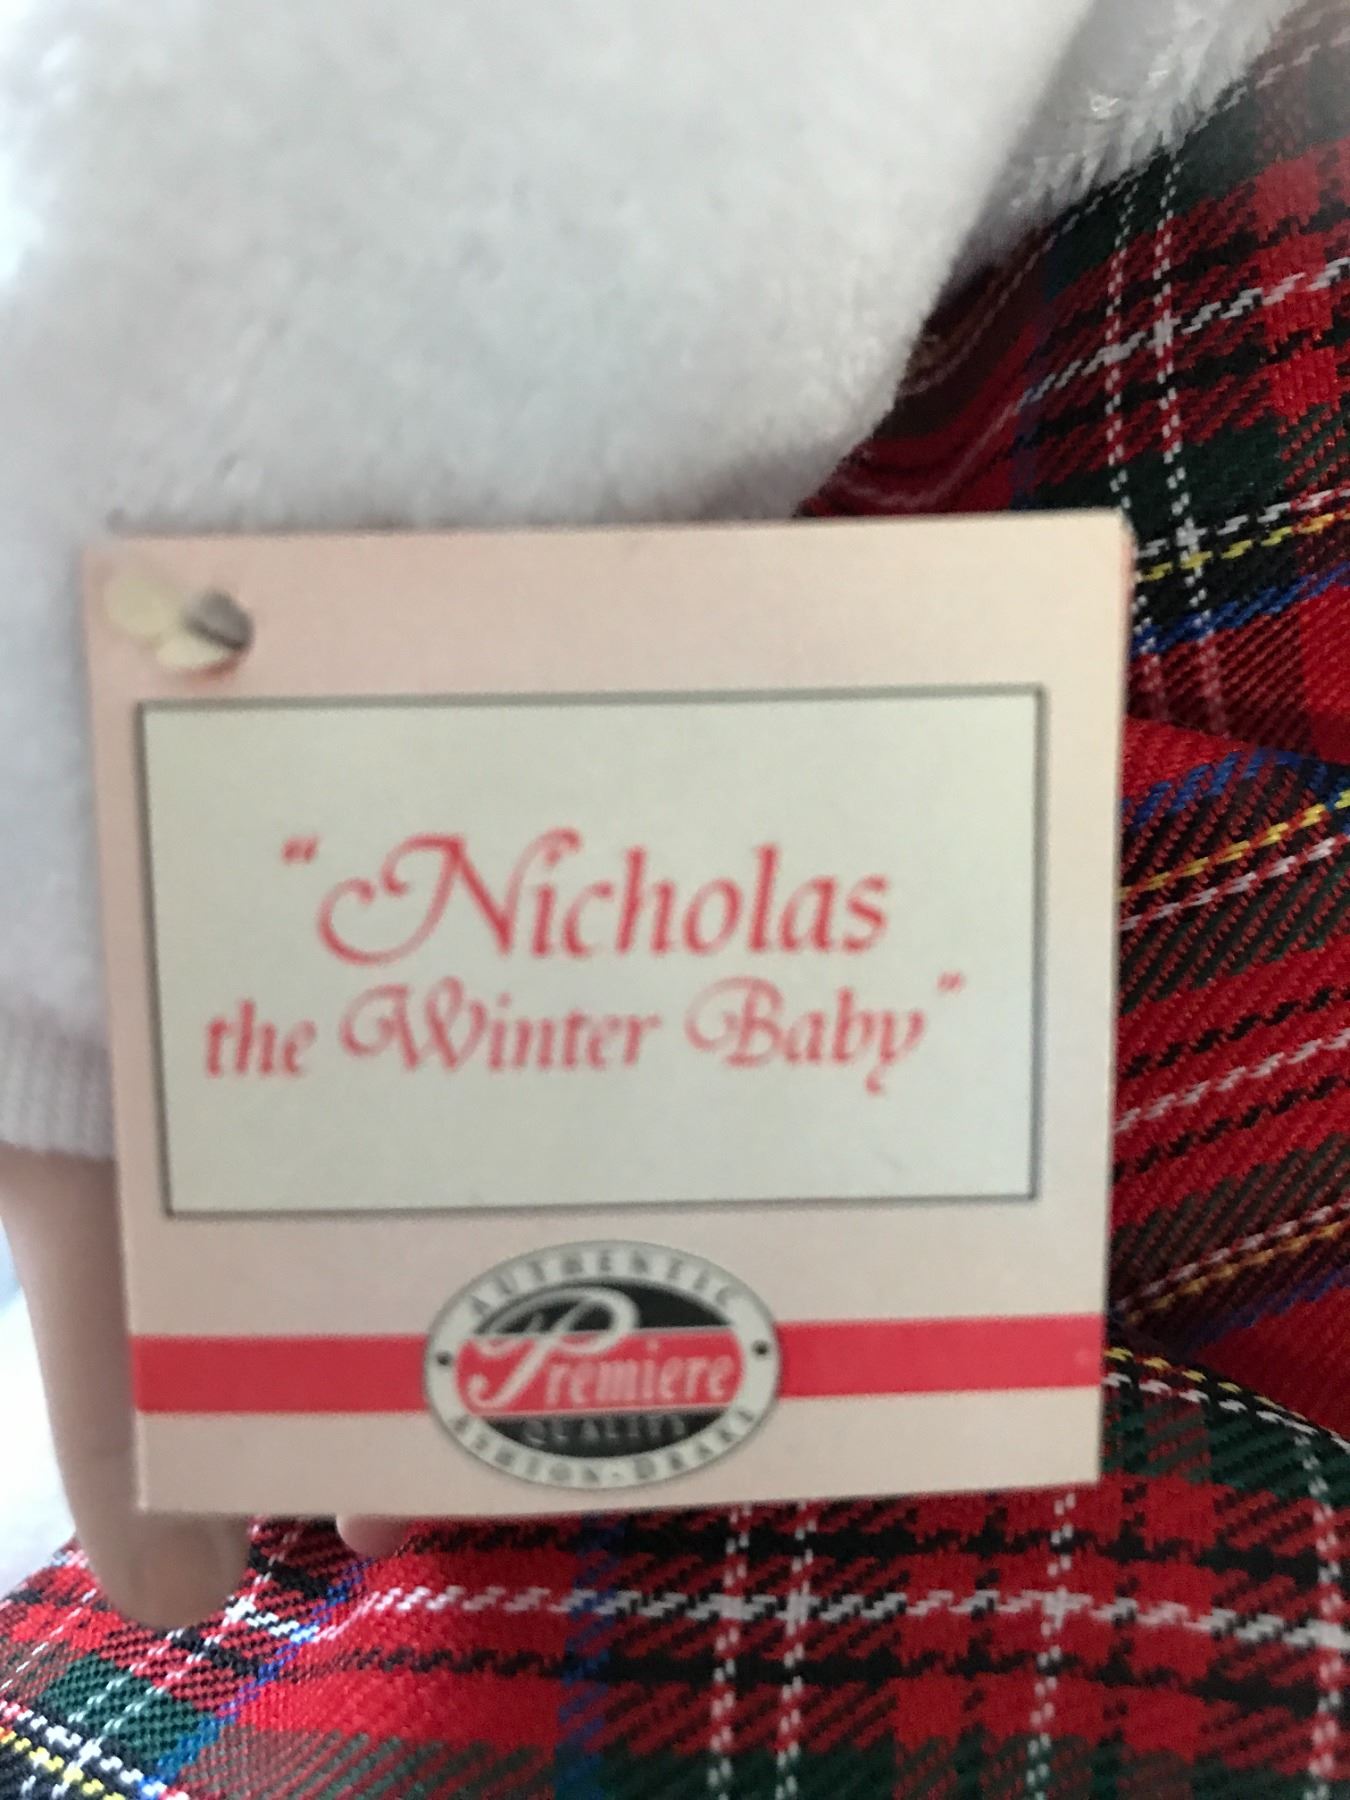 "Nicholas
the Winter Baby"
AUTHENTIC
Premiere
QUALITY
ASHTON-DRAKE